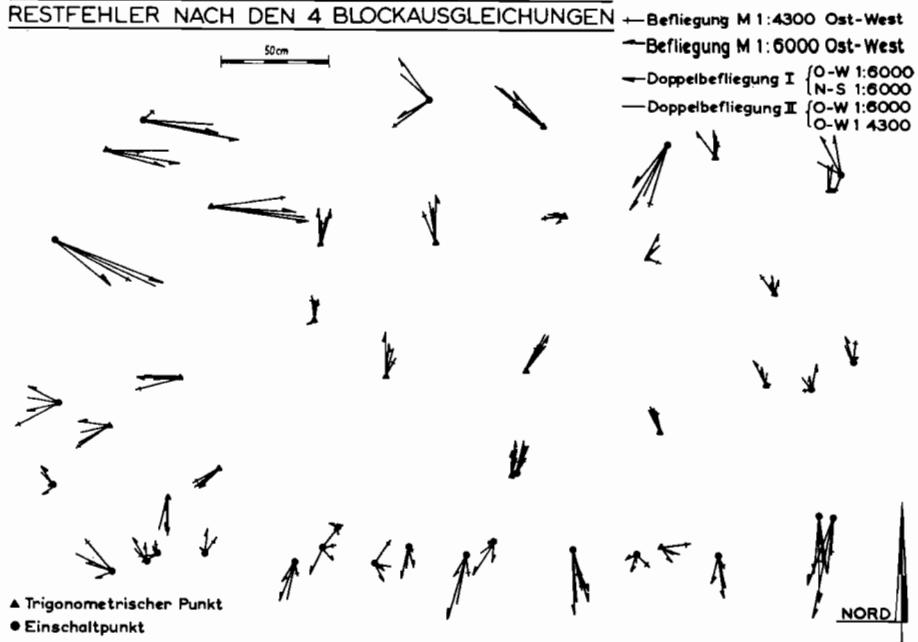 RESTFEHLER NACH DEN 4 BLOCKAUSGLEICHUNGEN
Befliegung M 1:4300 Ost-West
Befliegung M 1:6000 Ost-West
Doppelbefliegung I { O-W 1:6000
N-S 1:6000
Doppelbefliegung II { O-W 1:6000
O-W 1 4300
50cm
▲ Trigonometrischer Punkt
● Einschaltpunkt
NORD